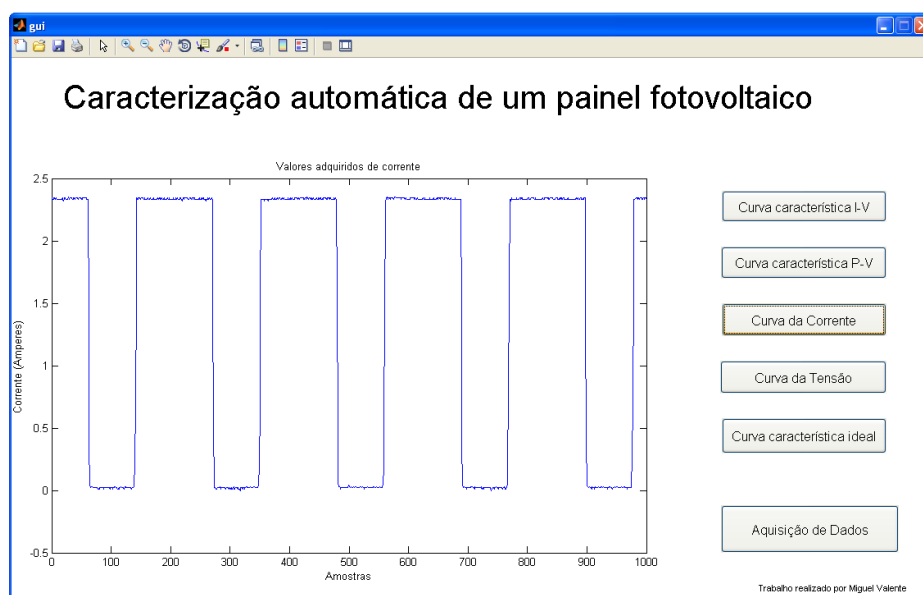 gui
Caracterização automática de um painel fotovoltaico
Valores adquiridos de corrente
2.5
2
1.5
1
0.5
0
-0.5
Corrente (Amperes)
0 100 200 300 400 500 600 700 800 900 1000
Amostras
Curva característica I-V
Curva característica P-V
Curva da Corrente
Curva da Tensão
Curva característica ideal
Aquisição de Dados
Trabalho realizado por Miguel Valente